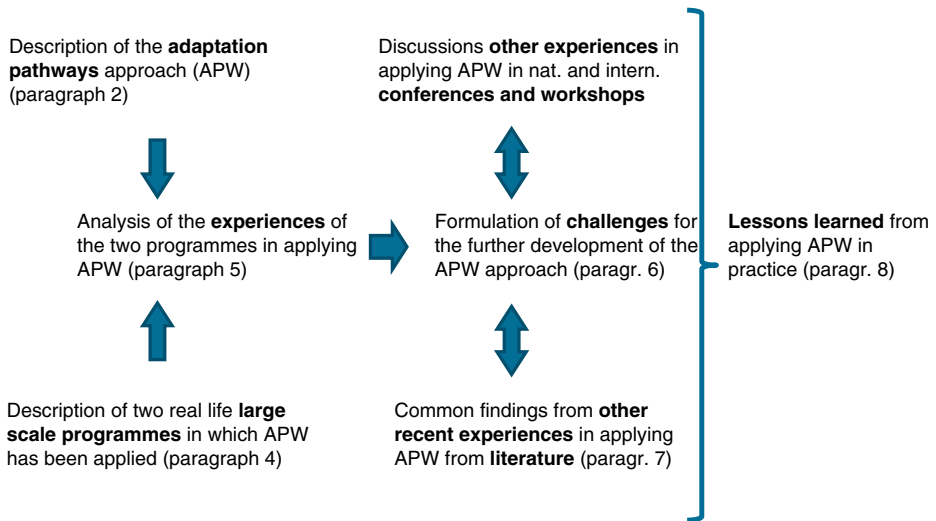 Description of the adaptation
pathways approach (APW)
(paragraph 2)
Discussions other experiences in
applying APW in nat. and intern.
conferences and workshops
Analysis of the experiences of
the two programmes in applying
APW (paragraph 5)
Formulation of challenges for
the further development of the
APW approach (paragr. 6)
Lessons learned from
applying APW in
practice (paragr. 8)
Description of two real life large
scale programmes in which APW
has been applied (paragraph 4)
Common findings from other
recent experiences in applying
APW from literature (paragr. 7)